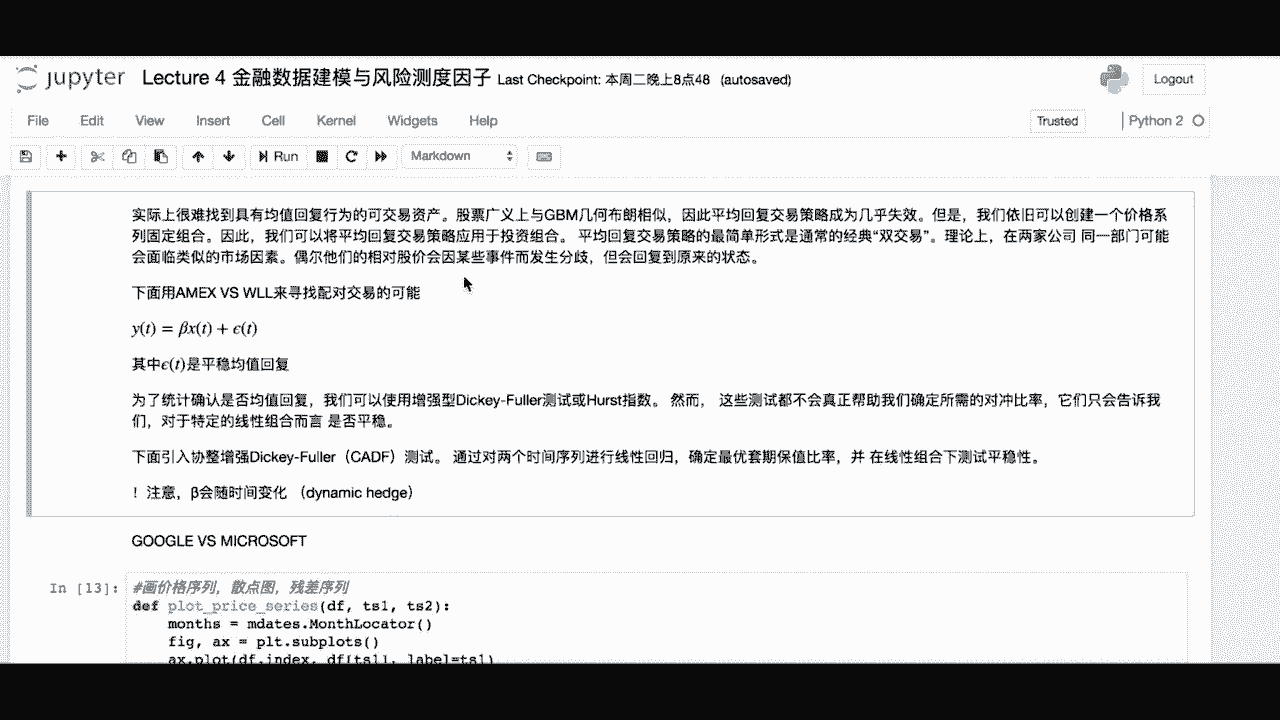 jupyter Lecture 4 金融数据建模与风险测度因子 Last Checkpoint: 本周二晚上8点48 (autosaved)
Logout
File Edit View Insert Cell Kernel Widgets Help
Trusted
Python 2
Run
Markdown
实际上很难找到具有均值回复行为的可交易资产。股票广义上与GBM几何布朗相似，因此平均回复交易策略成为几乎失效。但是，我们依旧可以创建一个价格系
列固定组合。因此，我们可以将平均回复交易策略应用于投资组合。 平均回复交易策略的最简单形式是通常的经典“双交易”。理论上，在两家公司 同一部门可能
会面临类似的市场因素。偶尔他们的相对股价会因某些事件而发生分歧，但会回复到原来的状态。
下面用AMEX VS WLL来寻找配对交易的可能
y(t) = βx(t) + ϵ(t)
其中ϵ(t)是平稳均值回复
为了统计确认是否均值回复，我们可以使用增强型Dickey-Fuller测试或Hurst指数。 然而， 这些测试都不会真正帮助我们确定所需的对冲比率，它们只会告诉我
们，对于特定的线性组合而言 是否平稳。
下面引入协整增强Dickey-Fuller（CADF）测试。 通过对两个时间序列进行线性回归，确定最优套期保值比率，并 在线性组合下测试平稳性。
！ 注意，β会随时间变化 （dynamic hedge）
GOOGLE VS MICROSOFT
In [13]:
#画价格序列，散点图，残差序列
def plot_price_series(df, ts1, ts2):
months = mdates.MonthLocator()
fig, ax = plt.subplots()
ax.plot(df.index, df[ts1], label=ts1)